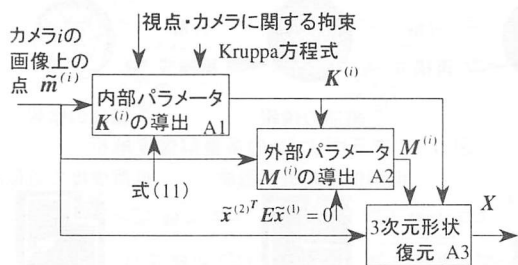 視点・カメラに関する拘束
カメラiの
画像上の
点 m̃⁽ⁱ⁾
Kruppa方程式
K⁽ⁱ⁾
内部パラメータ
K⁽ⁱ⁾の導出 A1
外部パラメータ
M⁽ⁱ⁾の導出 A2
M⁽ⁱ⁾
式(11)
x̃⁽²⁾ᵀ E x̃⁽¹⁾ = 0
3次元形状
復元 A3
X